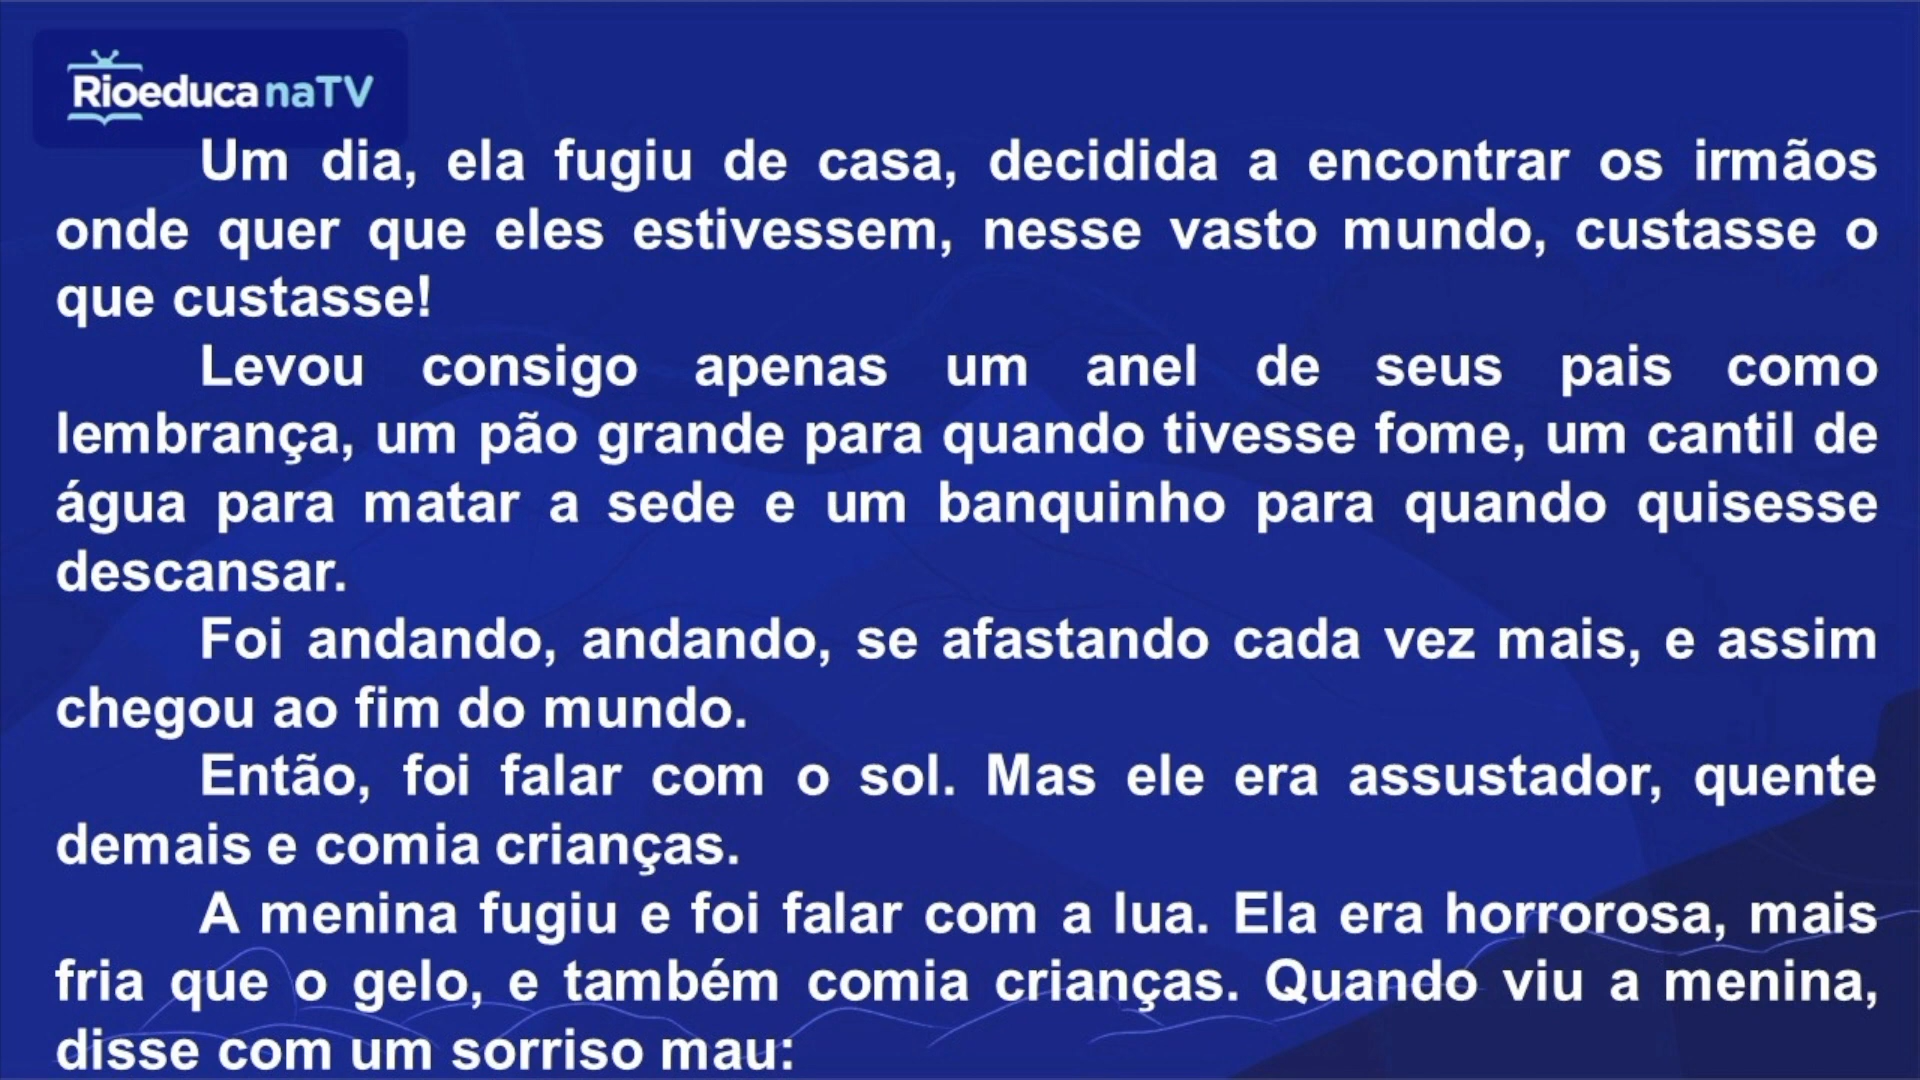 Rioeduca naTV
Um dia, ela fugiu de casa, decidida a encontrar os irmãos
onde quer que eles estivessem, nesse vasto mundo, custasse o
que custasse!
Levou consigo apenas um anel de seus pais como
lembrança, um pão grande para quando tivesse fome, um cantil de
água para matar a sede e um banquinho para quando quisesse
descansar.
Foi andando, andando, se afastando cada vez mais, e assim
chegou ao fim do mundo.
Então, foi falar com o sol. Mas ele era assustador, quente
demais e comia crianças.
A menina fugiu e foi falar com a lua. Ela era horrorosa, mais
fria que o gelo, e também comia crianças. Quando viu a menina,
disse com um sorriso mau: